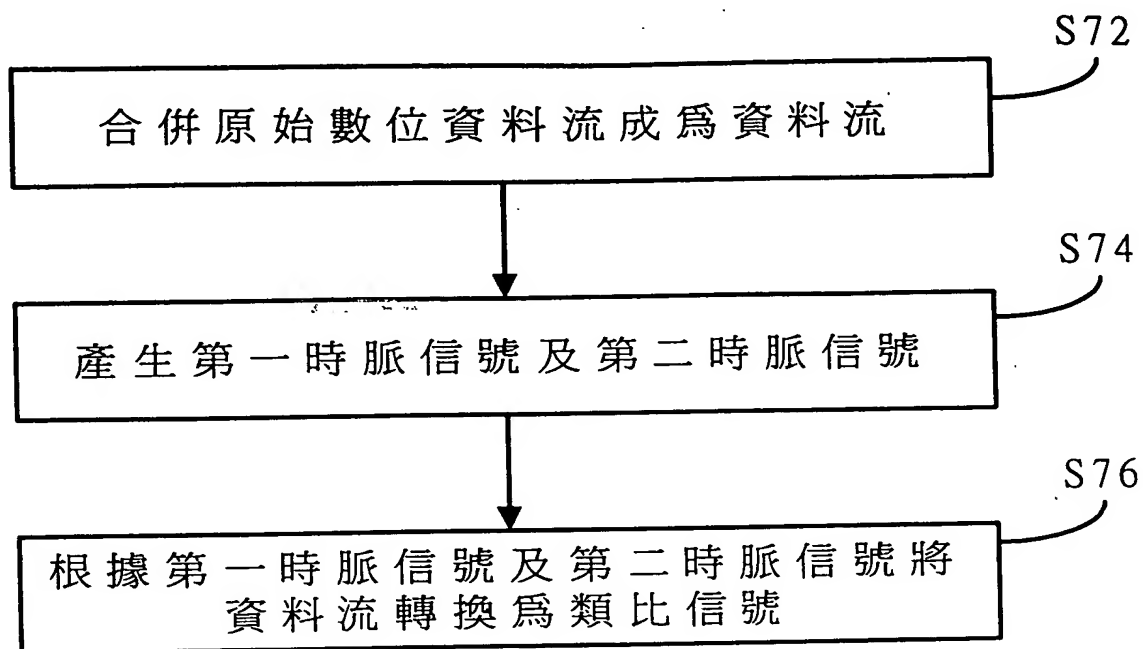 S72
合併原始數位資料流成爲資料流
S74
產生第一時脈信號及第二時脈信號
S76
根據第一時脈信號及第二時脈信號將
資料流轉換爲類比信號